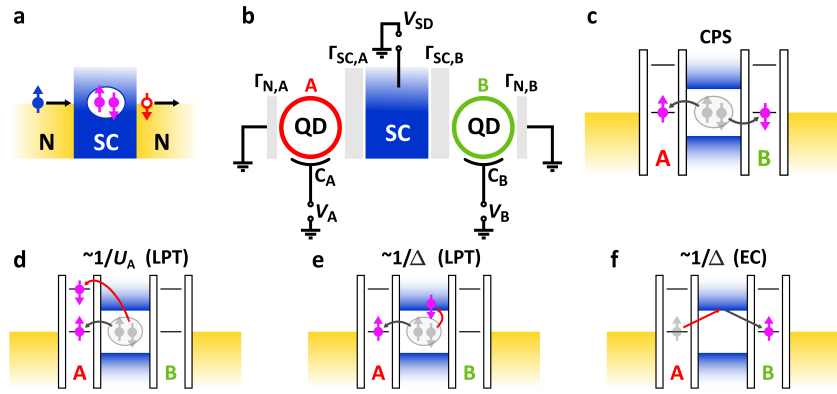 a
N SC N
b
V_SD
Γ_N,A Γ_SC,A Γ_SC,B Γ_N,B
A B
QD SC QD
C_A C_B
V_A V_B
c
CPS
A B
d
~1/U_A (LPT)
A B
e
~1/Δ (LPT)
A B
f
~1/Δ (EC)
A B